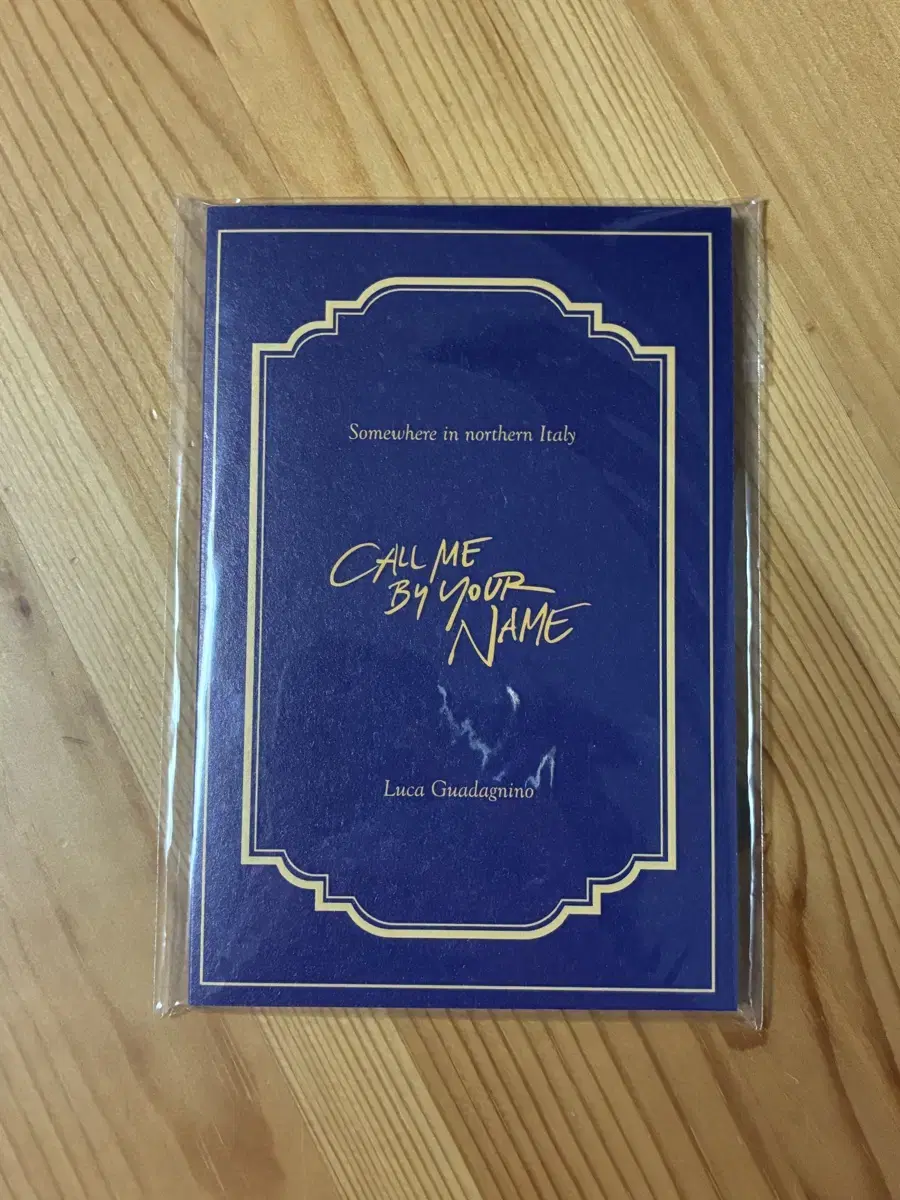 Somewhere in northern Italy
CALL ME
BY YOUR
NAME
Luca Guadagnino